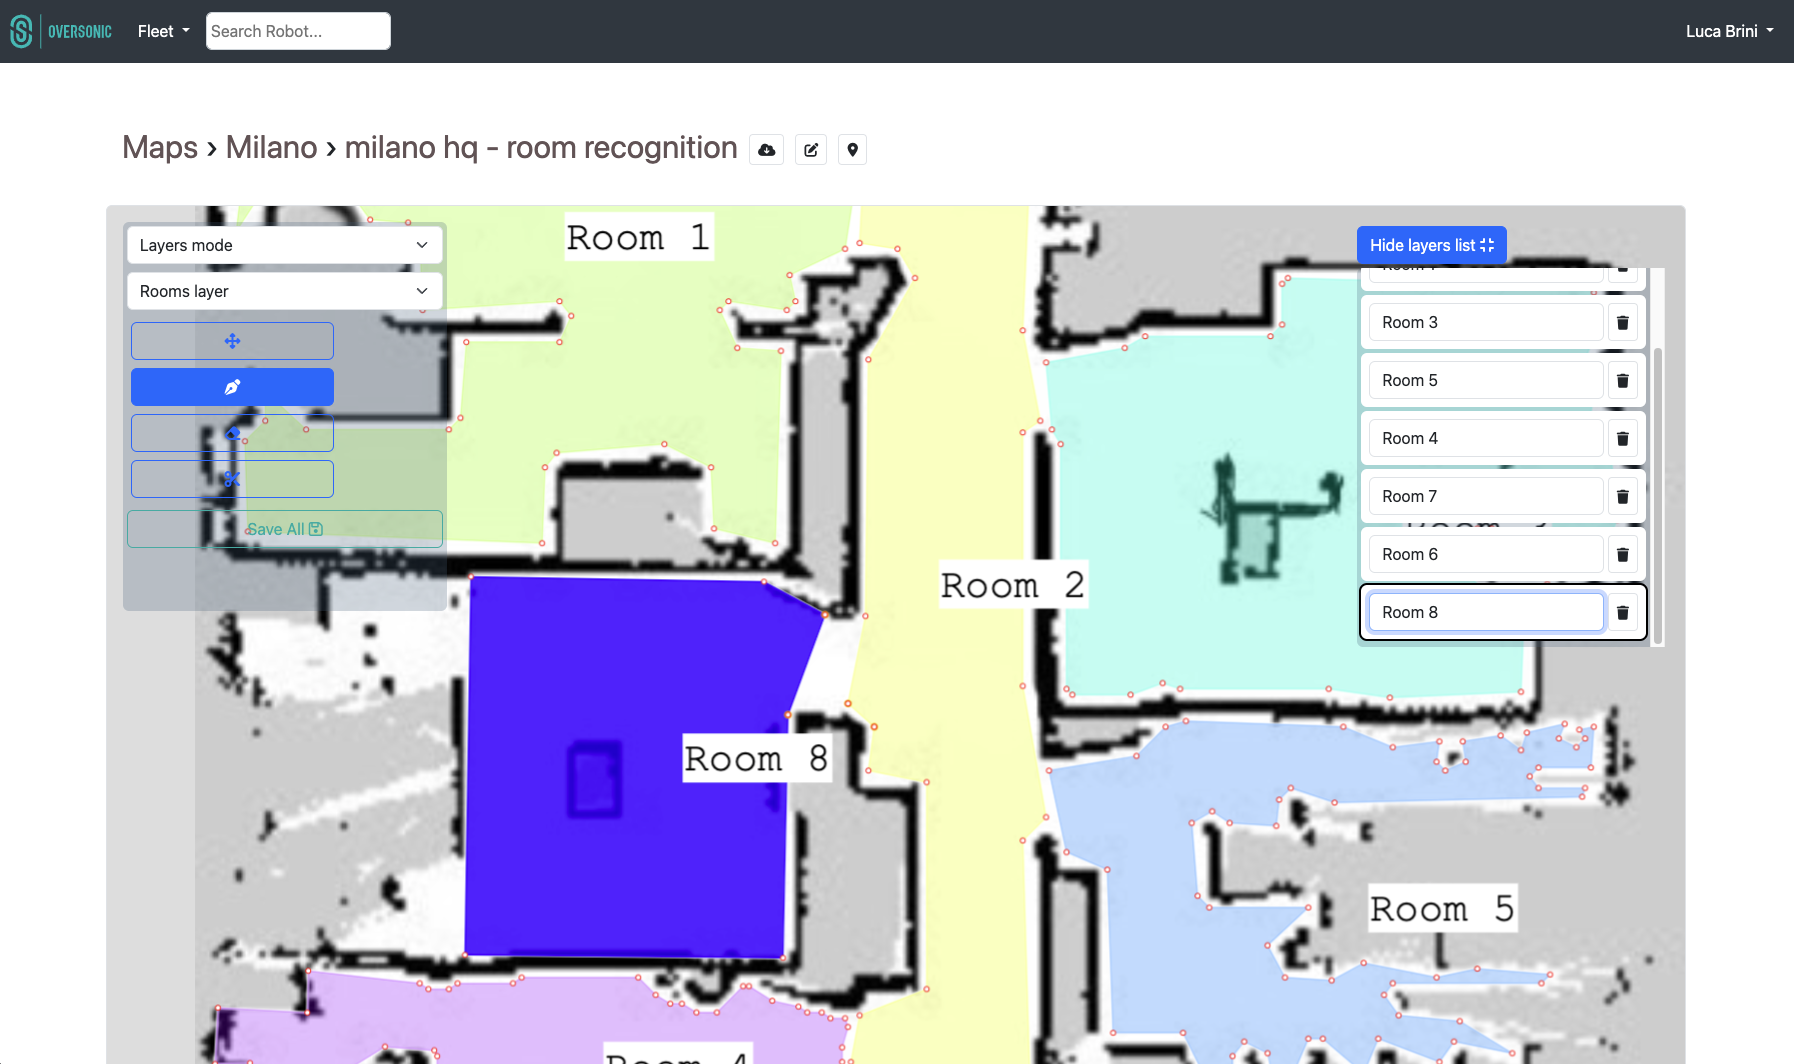 OVERSONIC
Fleet
Search Robot...
Luca Brini
Maps › Milano › milano hq - room recognition
Layers mode
Rooms layer
Save All
Hide layers list
Room 3
Room 5
Room 4
Room 7
Room 6
Room 8
Room 1
Room 2
Room 8
Room 5
Room 4